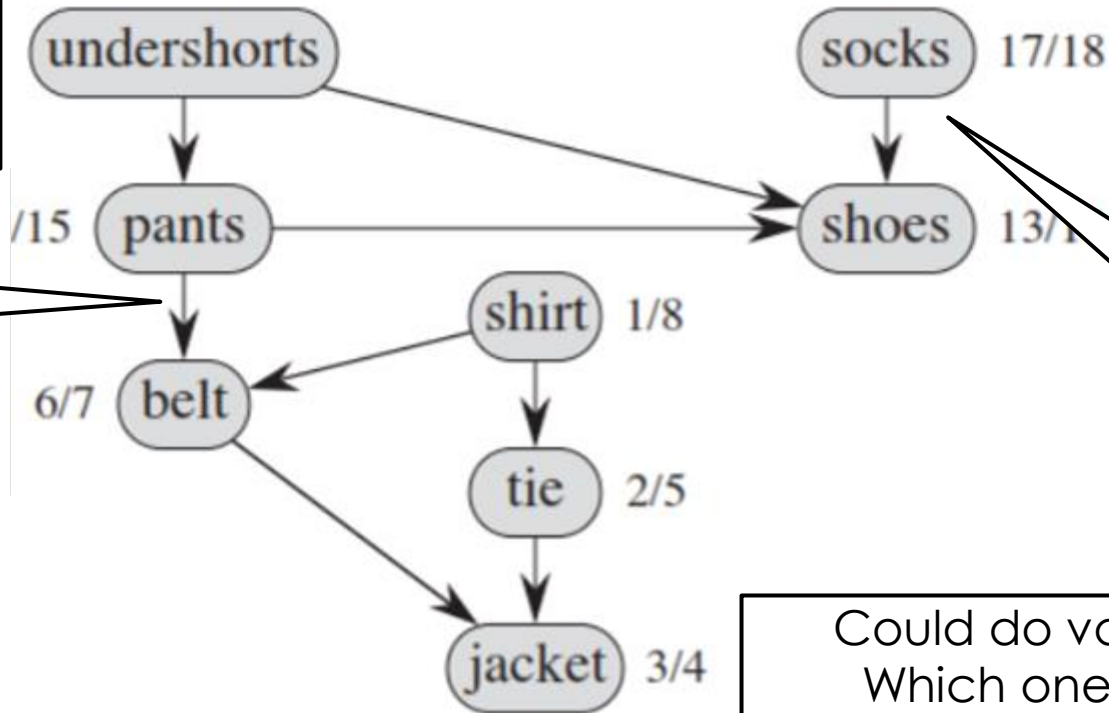 undershorts
socks 17/18
/15 pants
shoes 13/1
shirt 1/8
6/7 belt
tie 2/5
jacket 3/4
Could do
Which one